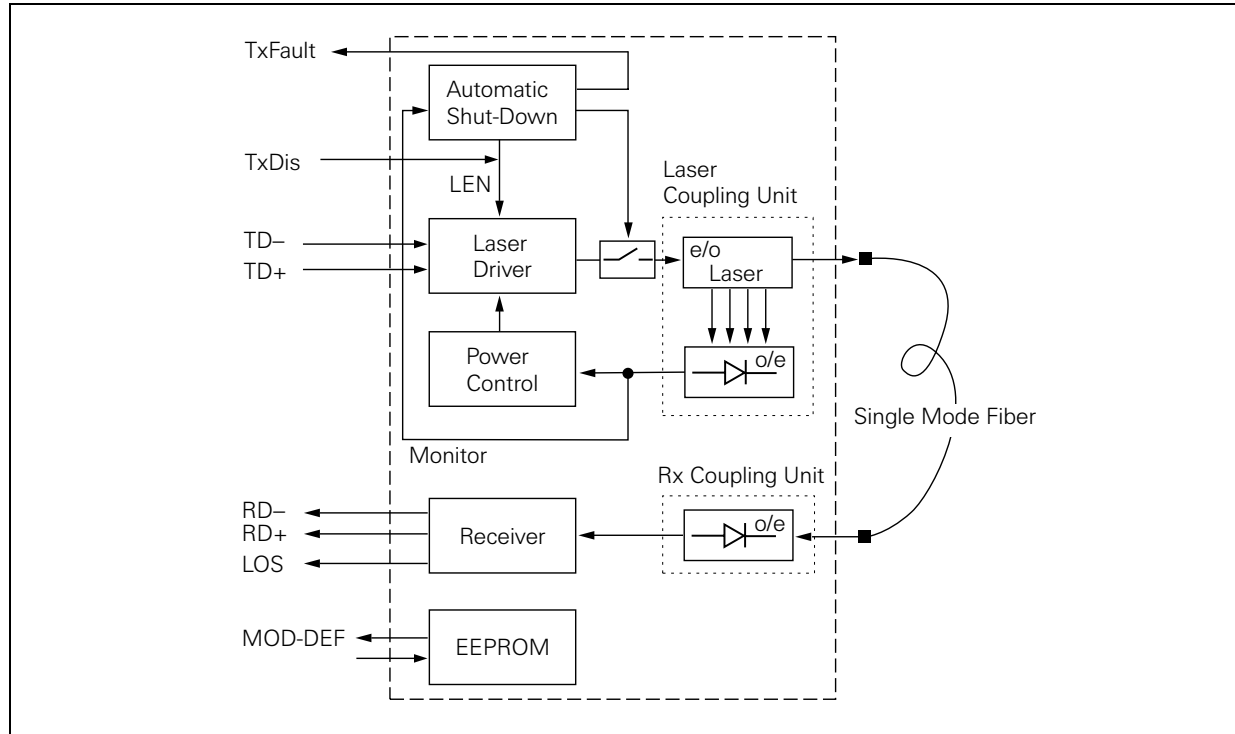 TxFault
Automatic
Shut-Down
TxDis
LEN
Laser
Coupling Unit
TD–
TD+
Laser
Driver
e/o
Laser
Power
Control
o/e
Single Mode Fiber
Monitor
Rx Coupling Unit
RD–
RD+
LOS
Receiver
o/e
MOD-DEF
EEPROM